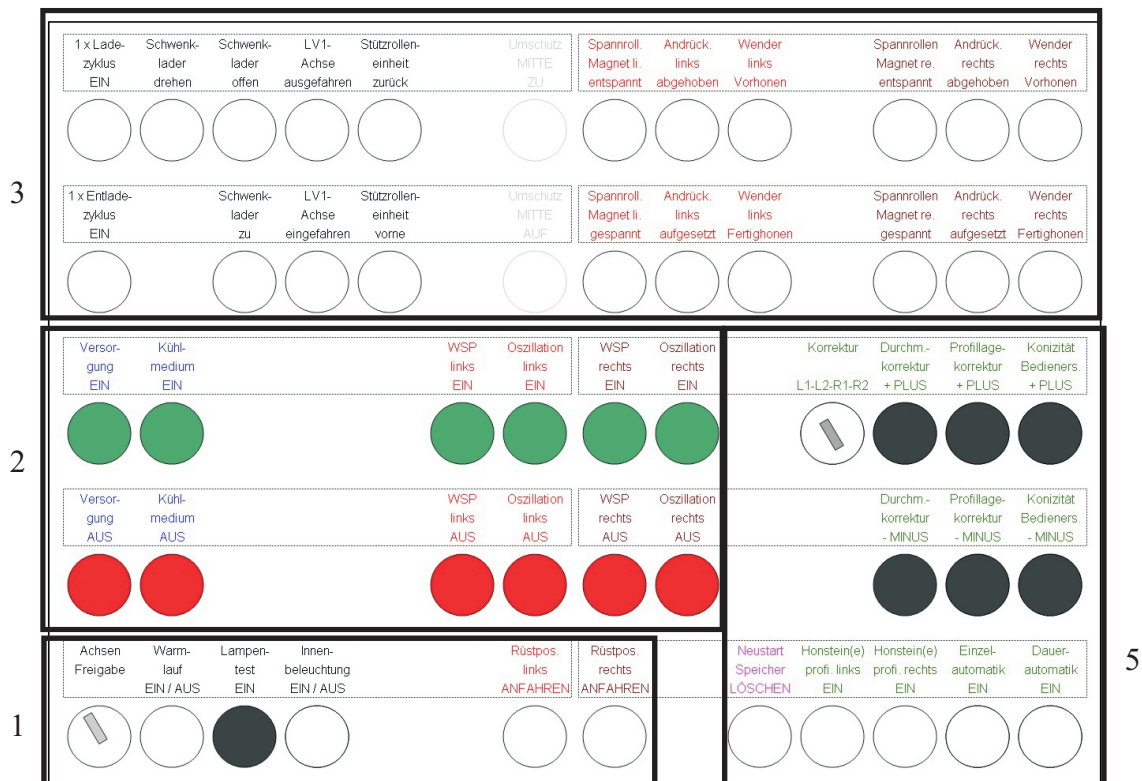 1 x Lade-
zyklus
EIN
Schwenk-
lader
drehen
Schwenk-
lader
offen
LV1-
Achse
ausgefahren
Stützrollen-
einheit
zurück
Umschutz
MITTE
ZU
Spannroll.
Magnet li.
entspannt
Andrück.
links
abgehoben
Wender
links
Vorhonen
Spannrollen
Magnet re.
entspannt
Andrück.
rechts
abgehoben
Wender
rechts
Vorhonen
3
1 x Entlade-
zyklus
EIN
Schwenk-
lader
zu
LV1-
Achse
eingefahren
Stützrollen-
einheit
vorne
Umschutz
MITTE
AUF
Spannroll.
Magnet li.
gespannt
Andrück.
links
aufgesetzt
Wender
links
Fertighonen
Spannrollen
Magnet re.
gespannt
Andrück.
rechts
aufgesetzt
Wender
rechts
Fertighonen
Versor-
gung
EIN
Kühl-
medium
EIN
WSP
links
EIN
Oszillation
links
EIN
WSP
rechts
EIN
Oszillation
rechts
EIN
Korrektur
L1-L2-R1-R2
Durchm.-
korrektur
+ PLUS
Profillage-
korrektur
+ PLUS
Konizität
Bedieners.
+ PLUS
2
Versor-
gung
AUS
Kühl-
medium
AUS
WSP
links
AUS
Oszillation
links
AUS
WSP
rechts
AUS
Oszillation
rechts
AUS
Durchm.-
korrektur
- MINUS
Profillage-
korrektur
- MINUS
Konizität
Bedieners.
- MINUS
Achsen
Freigabe
Warm-
lauf
EIN / AUS
Lampen-
test
EIN
Innen-
beleuchtung
EIN / AUS
Rüstpos.
links
ANFAHREN
Rüstpos.
rechts
ANFAHREN
Neustart
Speicher
LÖSCHEN
Honstein(e)
profi. links
EIN
Honstein(e)
profi. rechts
EIN
Einzel-
automatik
EIN
Dauer-
automatik
EIN
5
1